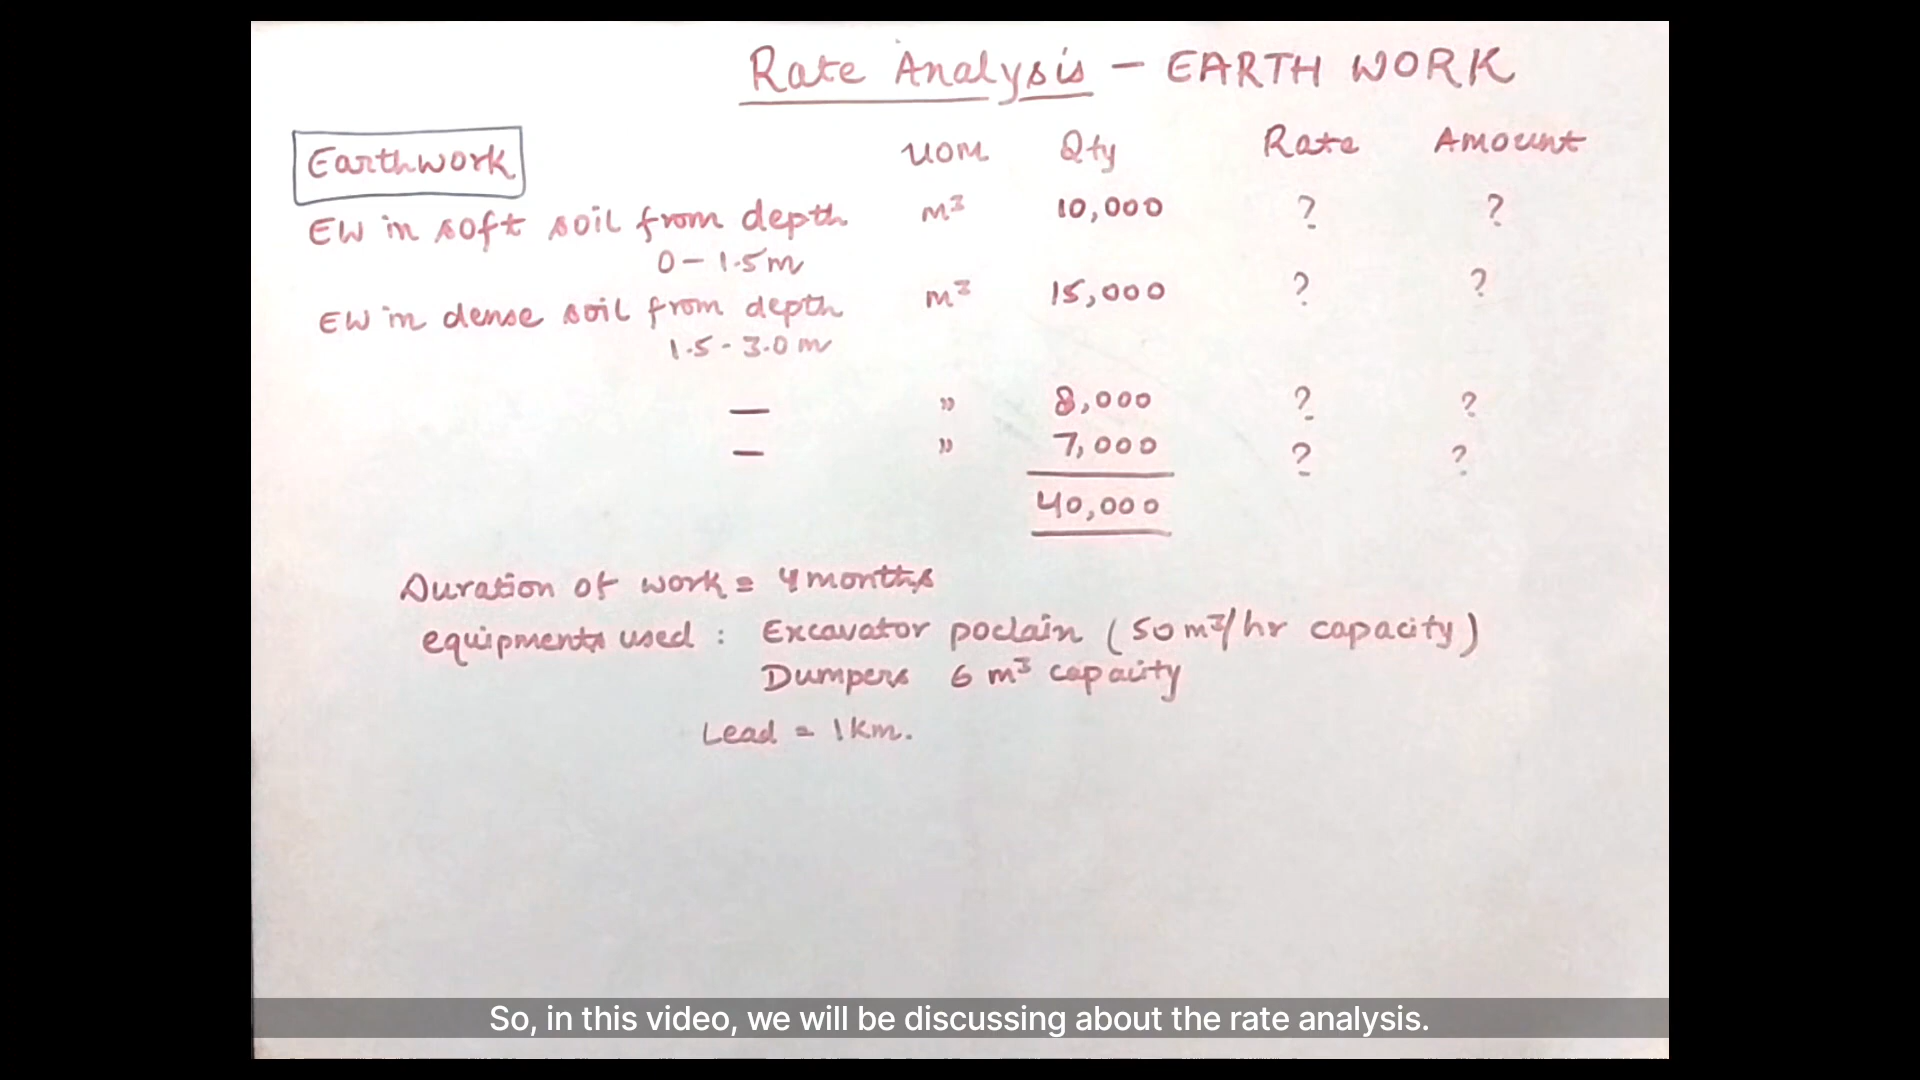 Rate Analysis - EARTH WORK
Earthwork UOM Qty Rate Amount
EW in soft soil from depth m³ 10,000 ? ?
0 - 1.5m
EW in dense soil from depth m³ 15,000 ? ?
1.5 - 3.0 m
— " 8,000 ? ?
— " 7,000 ? ?
40,000
Duration of work = 4 months
equipments used : Excavator poclain (50 m³/hr capacity)
Dumpers 6 m³ capacity
Lead = 1km.
So, in this video, we will be discussing about the rate analysis.